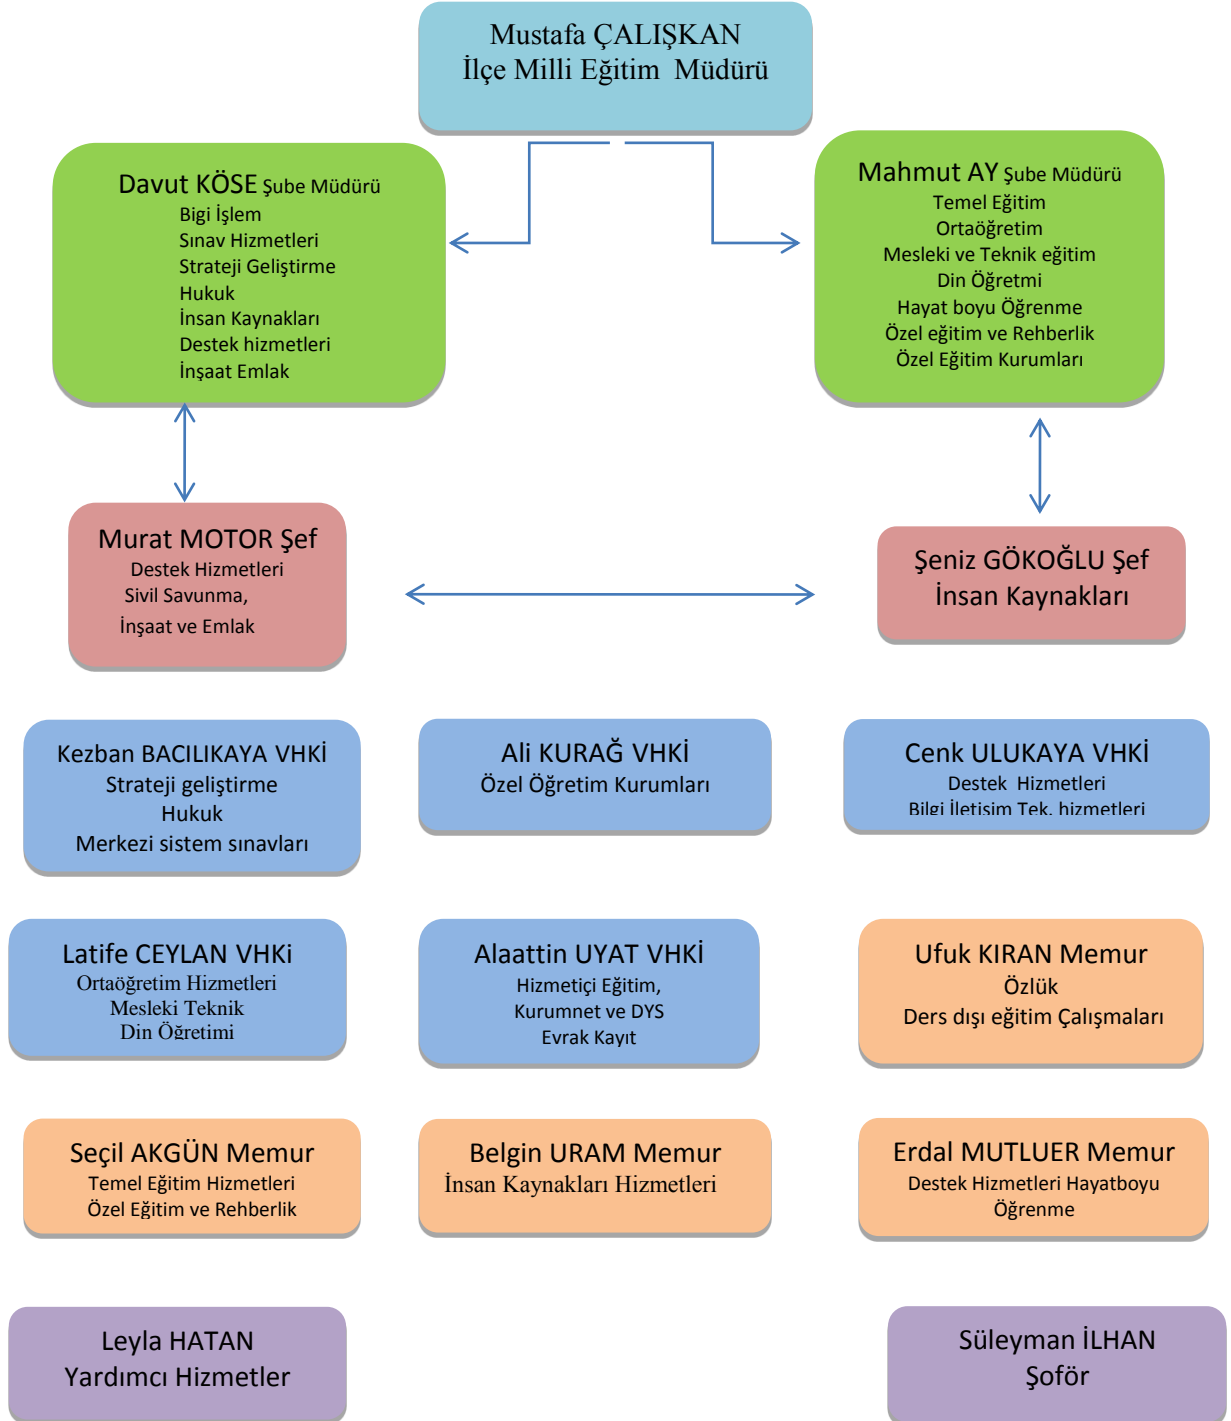 Mustafa ÇALIŞKAN
İlçe Milli Eğitim Müdürü
Davut KÖSE Şube Müdürü
Bigi İşlem
Sınav Hizmetleri
Strateji Geliştirme
Hukuk
İnsan Kaynakları
Destek hizmetleri
İnşaat Emlak
Mahmut AY Şube Müdürü
Temel Eğitim
Ortaöğretim
Mesleki ve Teknik eğitim
Din Öğretmi
Hayat boyu Öğrenme
Özel eğitim ve Rehberlik
Özel Eğitim Kurumları
Murat MOTOR Şef
Destek Hizmetleri
Sivil Savunma,
İnşaat ve Emlak
Şeniz GÖKOĞLU Şef
İnsan Kaynakları
Kezban BACILIKAYA VHKİ
Strateji geliştirme
Hukuk
Merkezi sistem sınavları
Ali KURAĞ VHKİ
Özel Öğretim Kurumları
Cenk ULUKAYA VHKİ
Destek Hizmetleri
Bilgi İletişim Tek. hizmetleri
Latife CEYLAN VHKi
Ortaöğretim Hizmetleri
Mesleki Teknik
Din Öğretimi
Alaattin UYAT VHKİ
Hizmetiçi Eğitim,
Kurumnet ve DYS
Evrak Kayıt
Ufuk KIRAN Memur
Özlük
Ders dışı eğitim Çalışmaları
Seçil AKGÜN Memur
Temel Eğitim Hizmetleri
Özel Eğitim ve Rehberlik
Belgin URAM Memur
İnsan Kaynakları Hizmetleri
Erdal MUTLUER Memur
Destek Hizmetleri Hayatboyu
Öğrenme
Leyla HATAN
Yardımcı Hizmetler
Süleyman İLHAN
Şoför